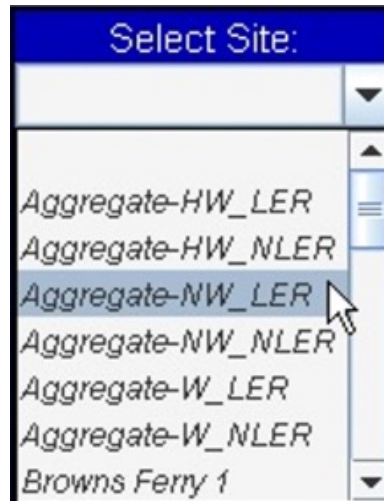 Select Site:
Aggregate-HW_LER
Aggregate-HW_NLER
Aggregate-NW_LER
Aggregate-NW_NLER
Aggregate-W_LER
Aggregate-W_NLER
Browns Ferry 1